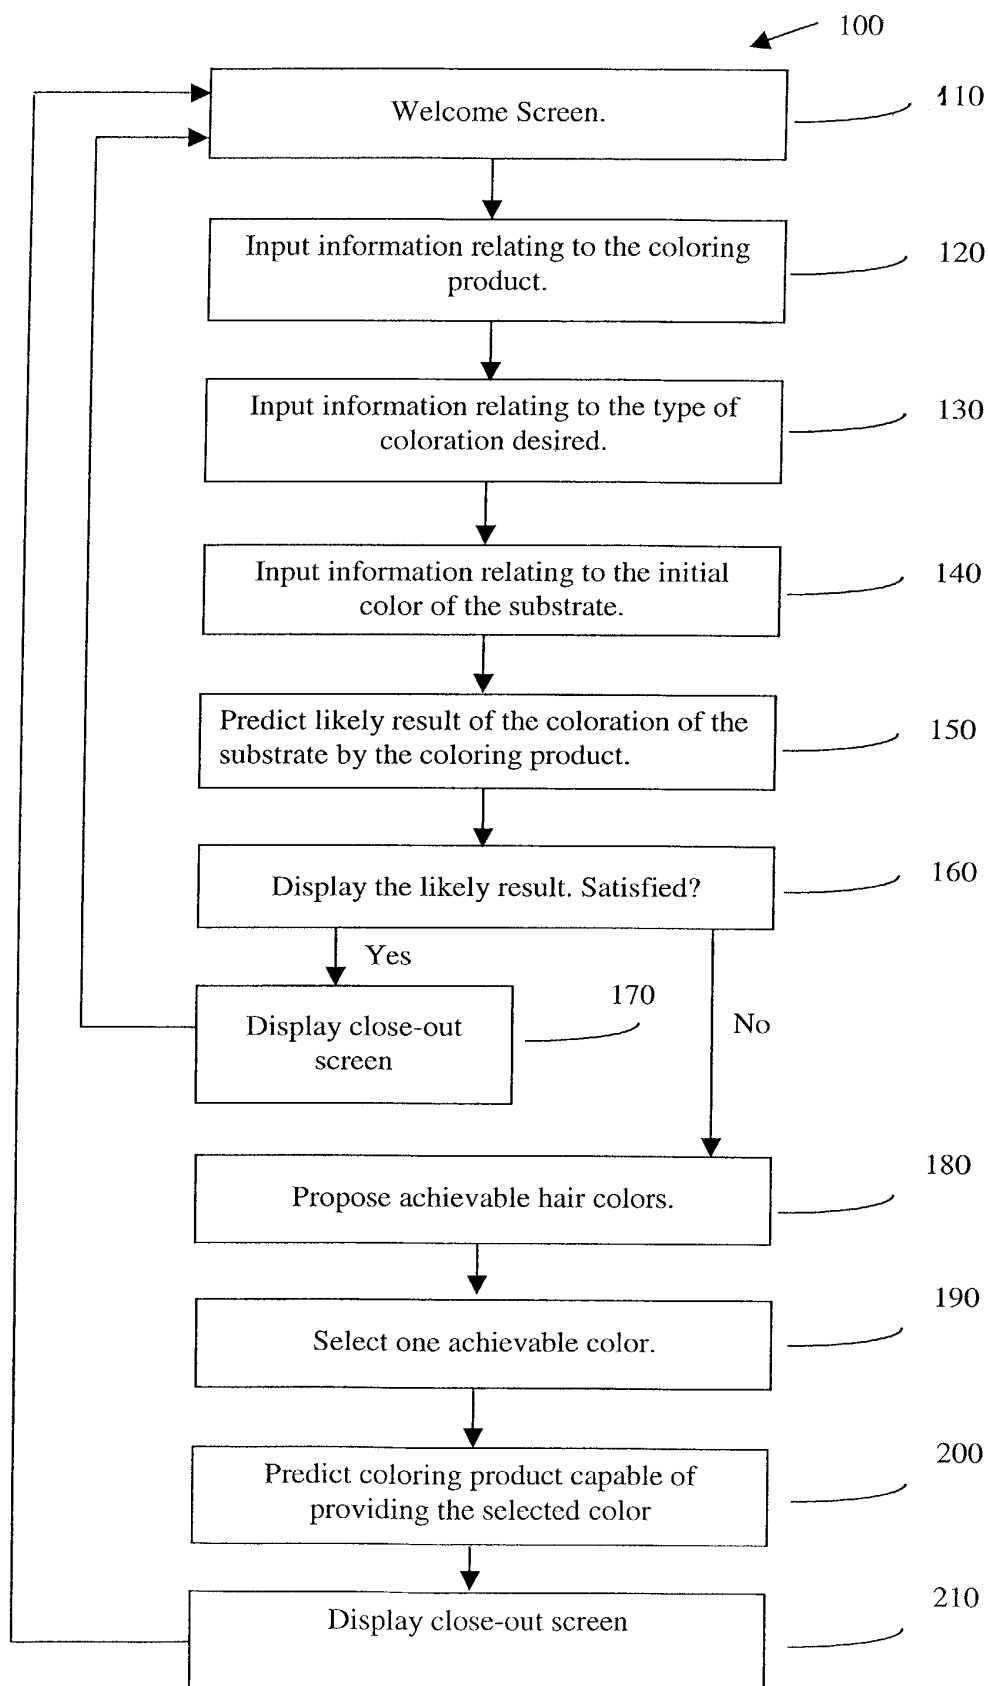 100
Welcome Screen.
110
Input information relating to the coloring
product.
120
Input information relating to the type of
coloration desired.
130
Input information relating to the initial
color of the substrate.
140
Predict likely result of the coloration of the
substrate by the coloring product.
150
Display the likely result. Satisfied?
160
Yes
No
Display close-out
screen
170
Propose achievable hair colors.
180
Select one achievable color.
190
Predict coloring product capable of
providing the selected color
200
Display close-out screen
210